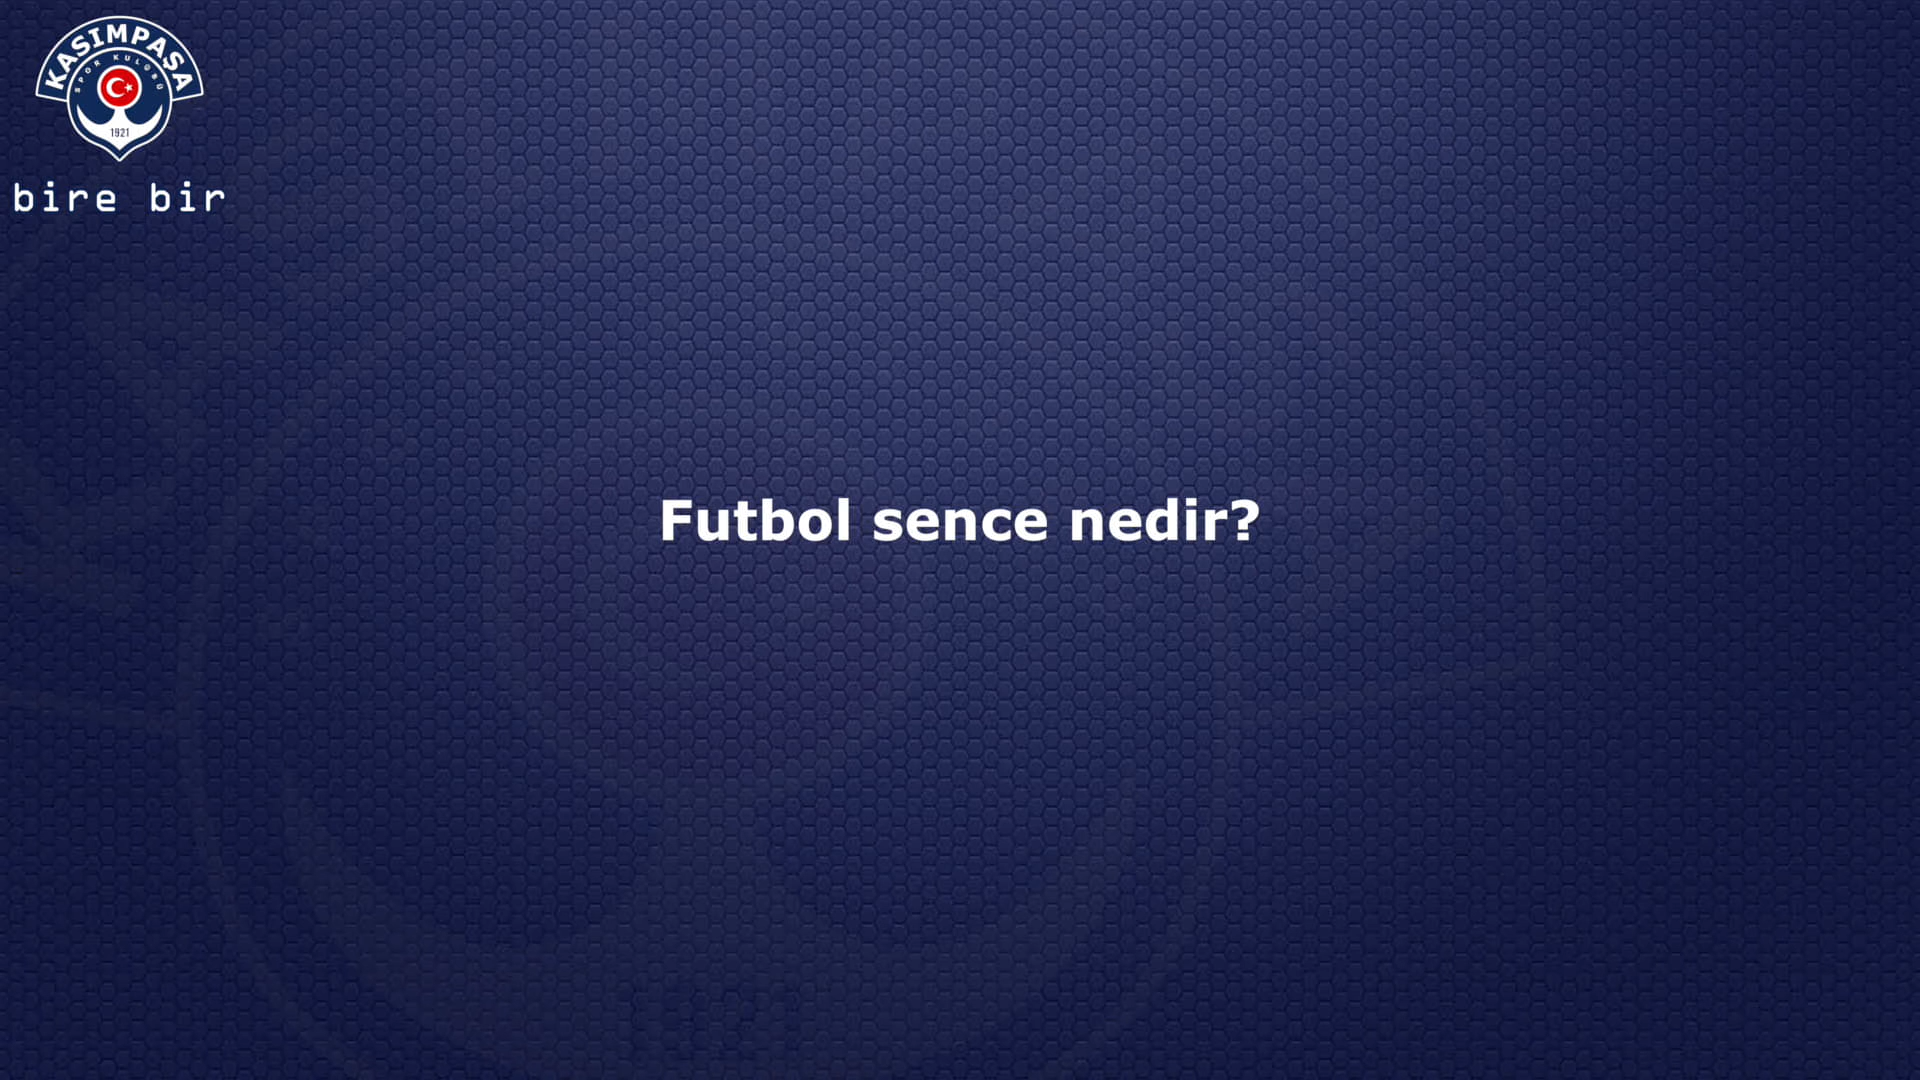 KASIMPAŞA
SPOR KULÜBÜ
1921
bire bir
Futbol sence nedir?